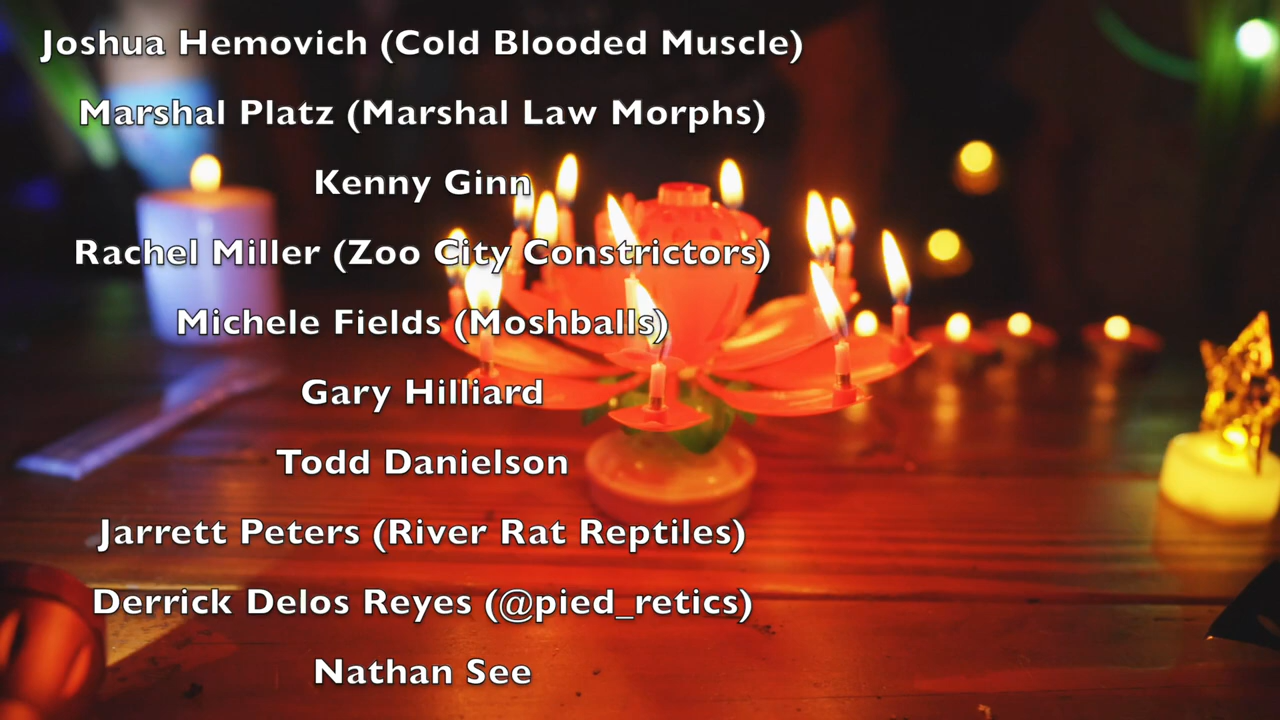 Joshua Hemovich (Cold Blooded Muscle)
Marshal Platz (Marshal Law Morphs)
Kenny Ginn
Rachel Miller (Zoo City Constrictors)
Michele Fields (Moshballs)
Gary Hilliard
Todd Danielson
Jarrett Peters (River Rat Reptiles)
Derrick Delos Reyes (@pied_retics)
Nathan See